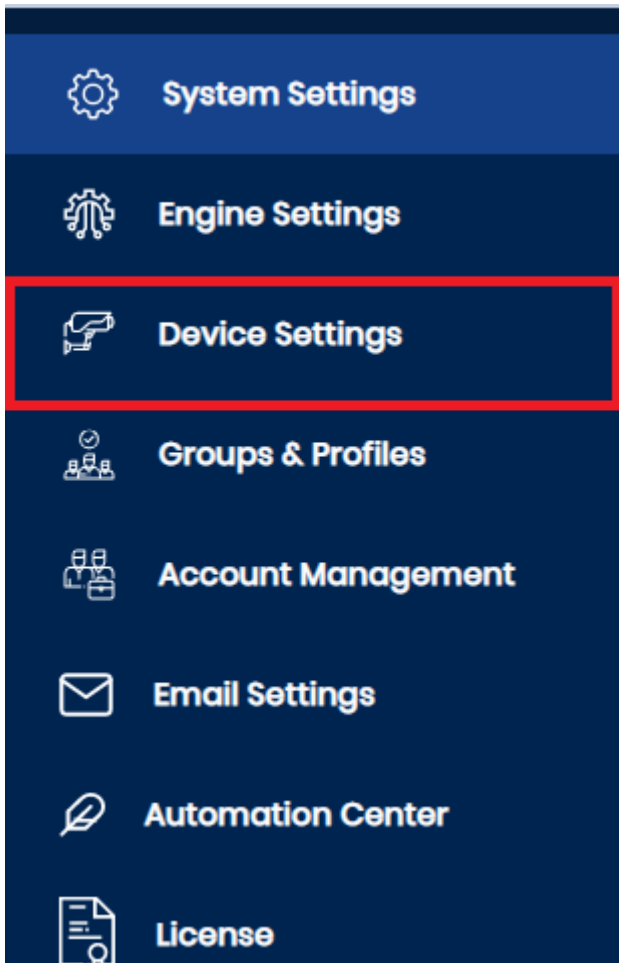 System Settings
Engine Settings
Device Settings
Groups & Profiles
Account Management
Email Settings
Automation Center
License